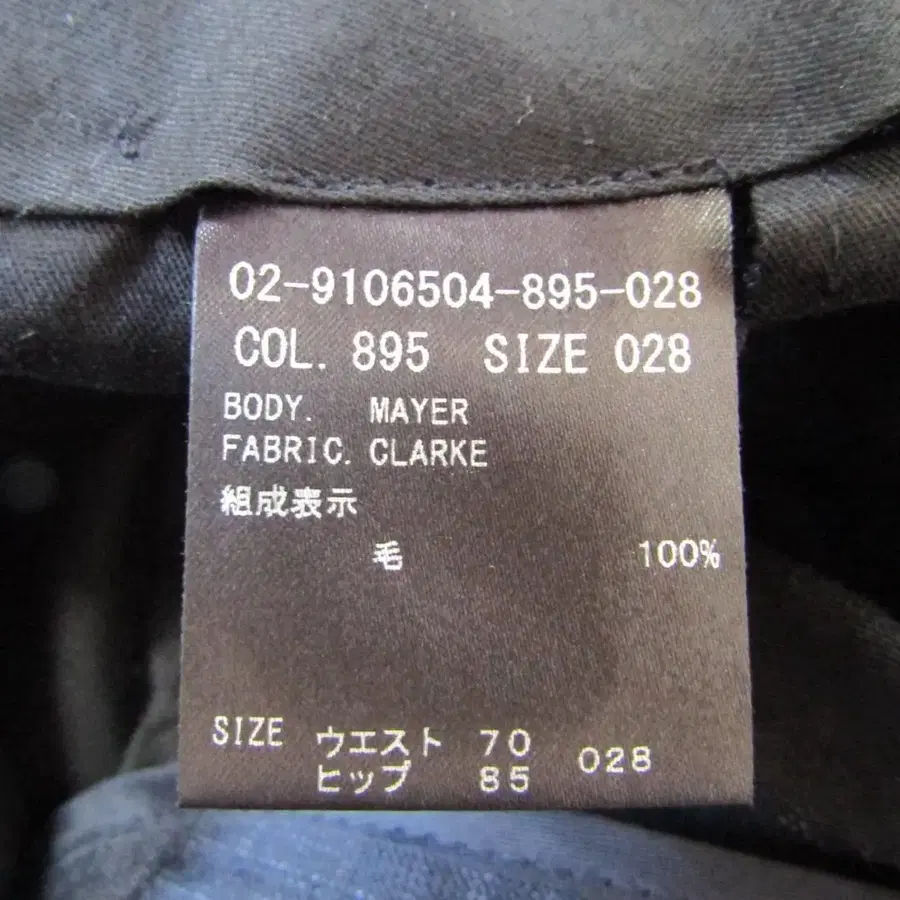 02-9106504-895-028
COL. 895 SIZE 028
BODY. MAYER
FABRIC. CLARKE
組成表示
毛 100%
SIZE ウエスト 70 028
ヒップ 85